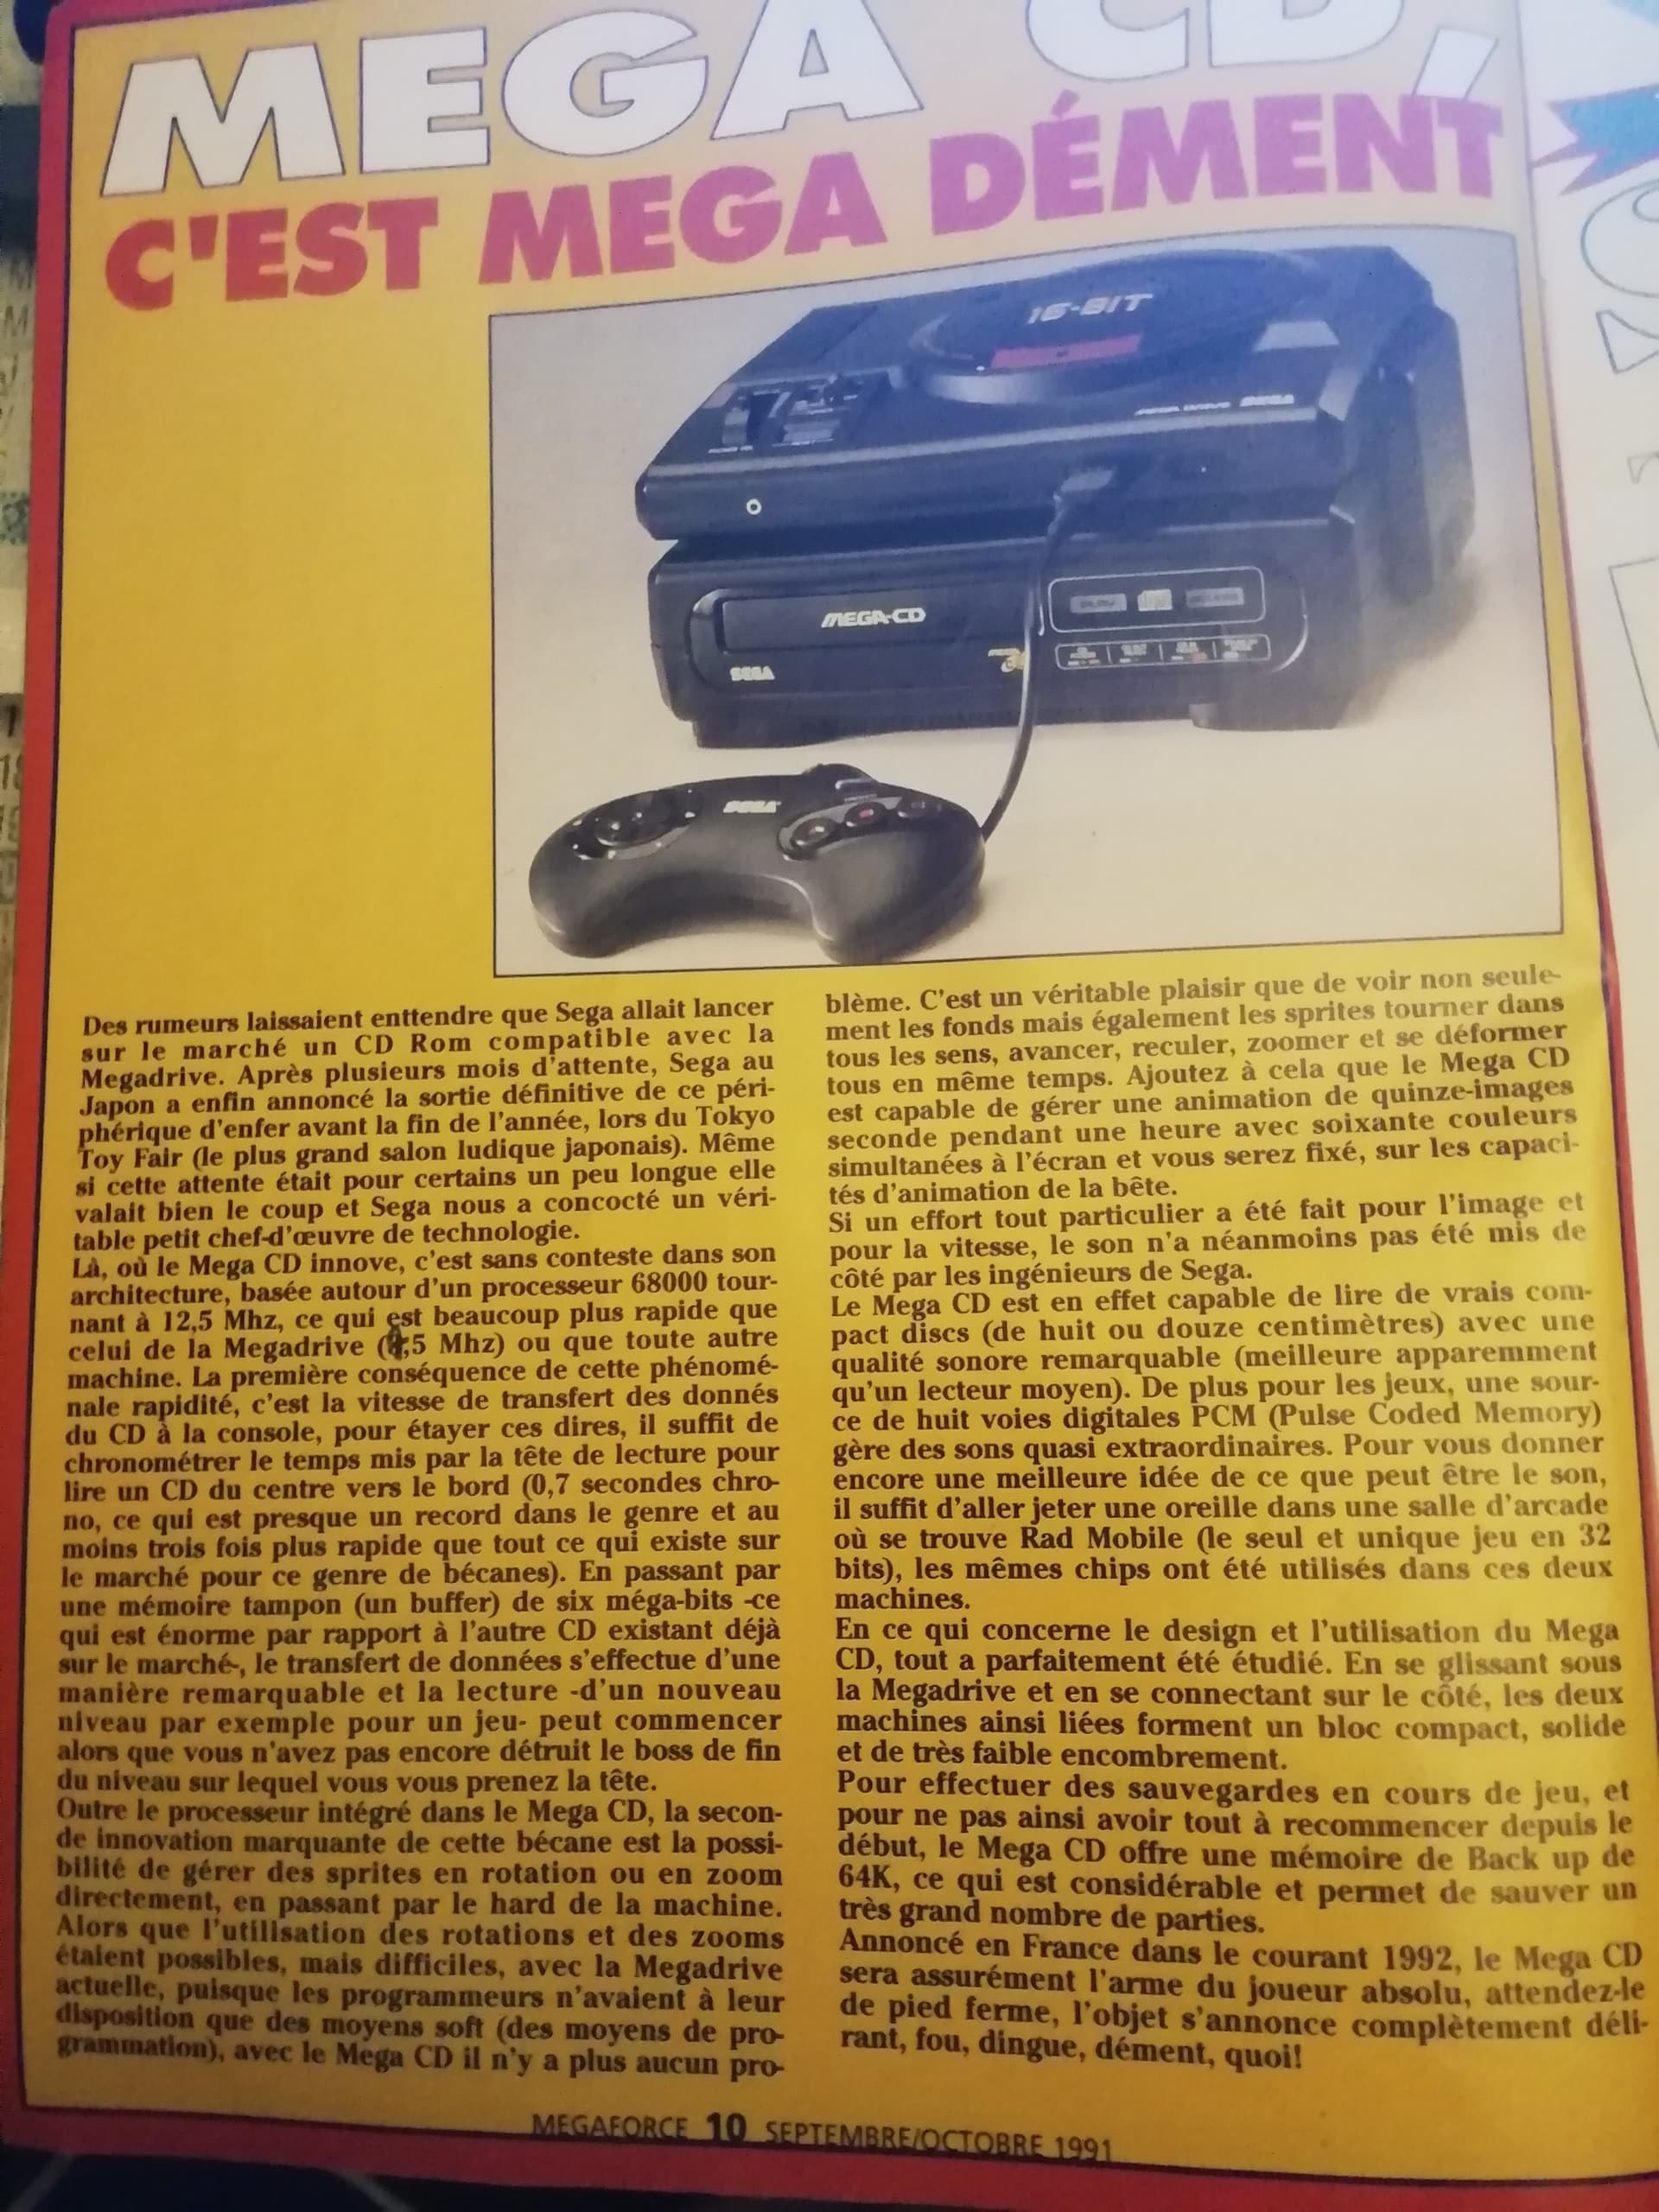 MEGA CD,
C'EST MEGA DÉMENT
16-BIT
MEGA DRIVE SEGA
MEGA-CD
PLAY
SEGA
SEGA
Des rumeurs laissaient enttendre que Sega allait lancer
sur le marché un CD Rom compatible avec la
Megadrive. Après plusieurs mois d'attente, Sega au
Japon a enfin annoncé la sortie définitive de ce péri-
phérique d'enfer avant la fin de l'année, lors du Tokyo
Toy Fair (le plus grand salon ludique japonais). Même
si cette attente était pour certains un peu longue elle
valait bien le coup et Sega nous a concocté un véri-
table petit chef-d'œuvre de technologie.
Là, où le Mega CD innove, c'est sans conteste dans son
architecture, basée autour d'un processeur 68000 tour-
nant à 12,5 Mhz, ce qui est beaucoup plus rapide que
celui de la Megadrive ( ,5 Mhz) ou que toute autre
machine. La première conséquence de cette phénomé-
nale rapidité, c'est la vitesse de transfert des donnés
du CD à la console, pour étayer ces dires, il suffit de
chronométrer le temps mis par la tête de lecture pour
lire un CD du centre vers le bord (0,7 secondes chro-
no, ce qui est presque un record dans le genre et au
moins trois fois plus rapide que tout ce qui existe sur
le marché pour ce genre de bécanes). En passant par
une mémoire tampon (un buffer) de six méga-bits -ce
qui est énorme par rapport à l'autre CD existant déjà
sur le marché-, le transfert de données s'effectue d'une
manière remarquable et la lecture -d'un nouveau
niveau par exemple pour un jeu- peut commencer
alors que vous n'avez pas encore détruit le boss de fin
du niveau sur lequel vous vous prenez la tête.
Outre le processeur intégré dans le Mega CD, la secon-
de innovation marquante de cette bécane est la possi-
bilité de gérer des sprites en rotation ou en zoom
directement, en passant par le hard de la machine.
Alors que l'utilisation des rotations et des zooms
étaient possibles, mais difficiles, avec la Megadrive
actuelle, puisque les programmeurs n'avaient à leur
disposition que des moyens soft (des moyens de pro-
grammation), avec le Mega CD il n'y a plus aucun pro-
blème. C'est un véritable plaisir que de voir non seule-
ment les fonds mais également les sprites tourner dans
tous les sens, avancer, reculer, zoomer et se déformer
tous en même temps. Ajoutez à cela que le Mega CD
est capable de gérer une animation de quinze-images
seconde pendant une heure avec soixante couleurs
simultanées à l'écran et vous serez fixé, sur les capaci-
tés d'animation de la bête.
Si un effort tout particulier a été fait pour l'image et
pour la vitesse, le son n'a néanmoins pas été mis de
côté par les ingénieurs de Sega.
Le Mega CD est en effet capable de lire de vrais com-
pact discs (de huit ou douze centimètres) avec une
qualité sonore remarquable (meilleure apparemment
qu'un lecteur moyen). De plus pour les jeux, une sour-
ce de huit voies digitales PCM (Pulse Coded Memory)
gère des sons quasi extraordinaires. Pour vous donner
encore une meilleure idée de ce que peut être le son,
il suffit d'aller jeter une oreille dans une salle d'arcade
où se trouve Rad Mobile (le seul et unique jeu en 32
bits), les mêmes chips ont été utilisés dans ces deux
machines.
En ce qui concerne le design et l'utilisation du Mega
CD, tout a parfaitement été étudié. En se glissant sous
la Megadrive et en se connectant sur le côté, les deux
machines ainsi liées forment un bloc compact, solide
et de très faible encombrement.
Pour effectuer des sauvegardes en cours de jeu, et
pour ne pas ainsi avoir tout à recommencer depuis le
début, le Mega CD offre une mémoire de Back up de
64K, ce qui est considérable et permet de sauver un
très grand nombre de parties.
Annoncé en France dans le courant 1992, le Mega CD
sera assurément l'arme du joueur absolu, attendez-le
de pied ferme, l'objet s'annonce complètement déli-
rant, fou, dingue, dément, quoi!
MEGAFORCE 10 SEPTEMBRE/OCTOBRE 1991